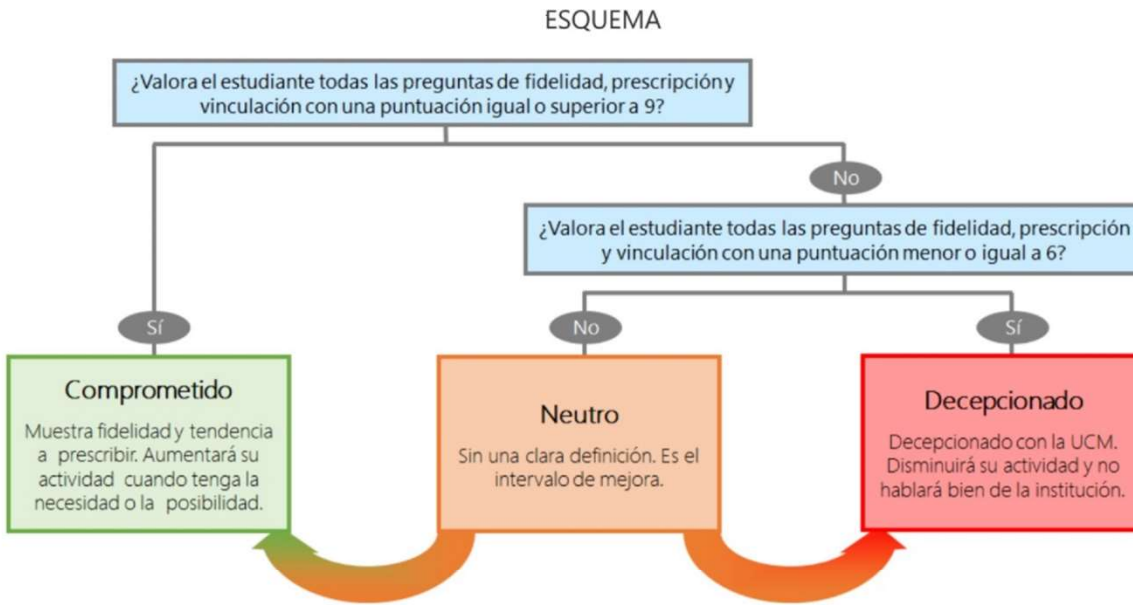 ESQUEMA
¿Valora el estudiante todas las preguntas de fidelidad, prescripción y
vinculación con una puntuación igual o superior a 9?
No
¿Valora el estudiante todas las preguntas de fidelidad, prescripción
y vinculación con una puntuación menor o igual a 6?
Sí
No
Sí
Comprometido
Muestra fidelidad y tendencia
a prescribir. Aumentará su
actividad cuando tenga la
necesidad o la posibilidad.
Neutro
Sin una clara definición. Es el
intervalo de mejora.
Decepcionado
Decepcionado con la UCM.
Disminuirá su actividad y no
hablará bien de la institución.